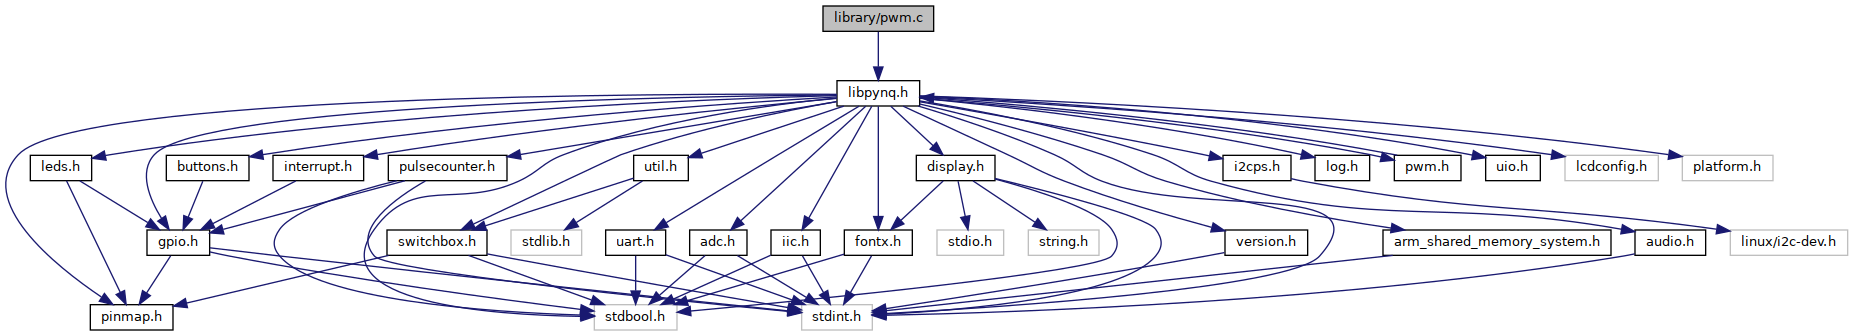 library/pwm.c
libpynq.h
leds.h
buttons.h
interrupt.h
pulsecounter.h
util.h
display.h
i2cps.h
log.h
pwm.h
uio.h
lcdconfig.h
platform.h
gpio.h
switchbox.h
stdlib.h
uart.h
adc.h
iic.h
fontx.h
stdio.h
string.h
version.h
arm_shared_memory_system.h
audio.h
linux/i2c-dev.h
pinmap.h
stdbool.h
stdint.h